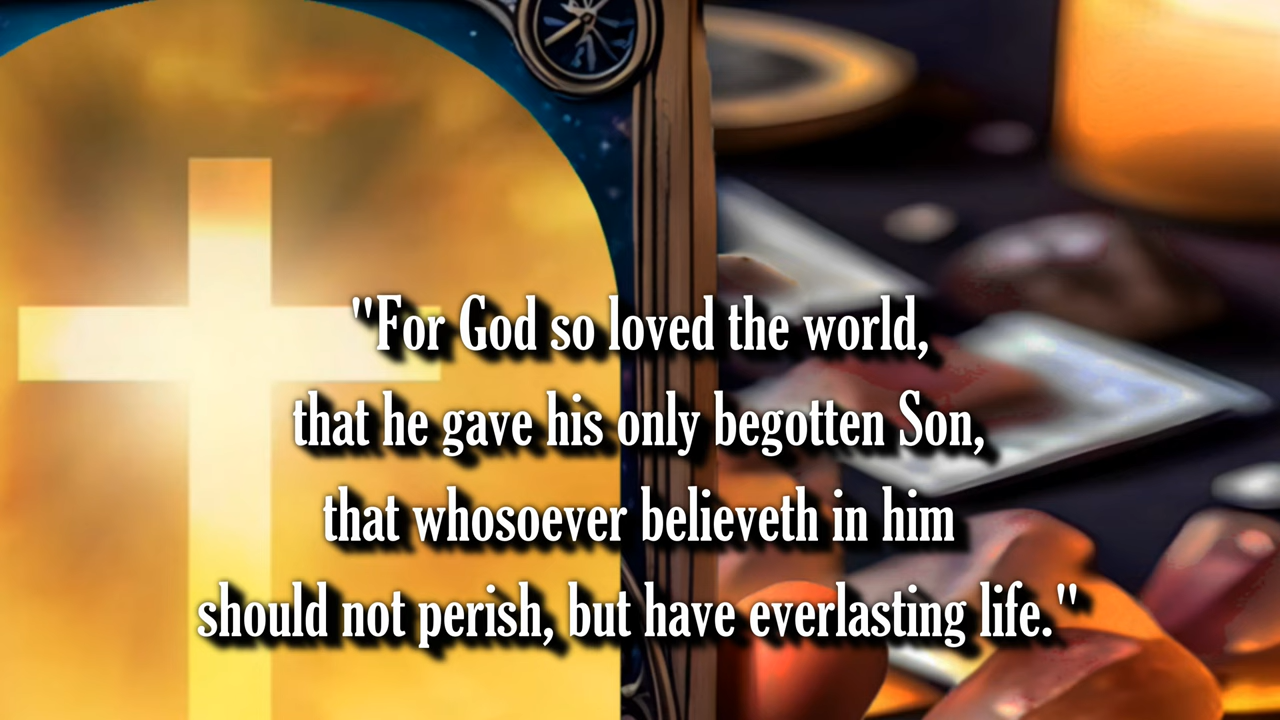 "For God so loved the world,
that he gave his only begotten Son,
that whosoever believeth in him
should not perish, but have everlasting life."